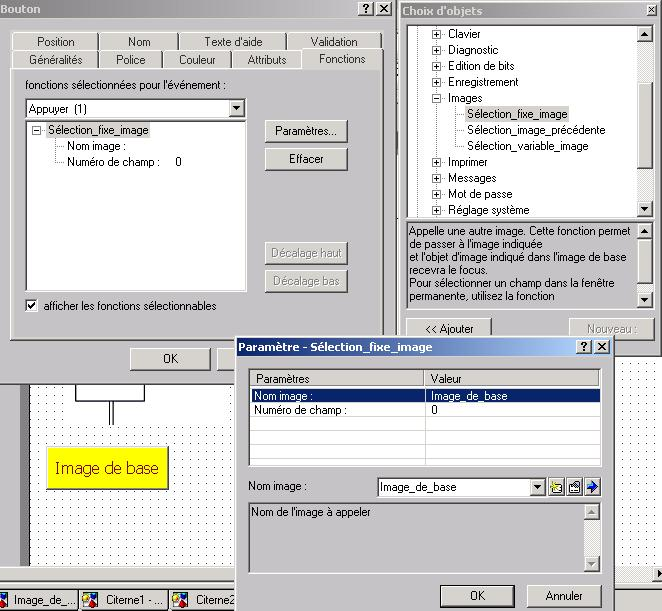 Bouton
Position Nom Texte d'aide Validation
Généralités Police Couleur Attributs Fonctions
fonctions sélectionnées pour l'événement :
Appuyer (1)
Sélection_fixe_image
Nom image :
Numéro de champ : 0
Paramètres...
Effacer
Décalage haut
Décalage bas
afficher les fonctions sélectionnables
OK
Choix d'objets
Clavier
Diagnostic
Edition de bits
Enregistrement
Images
Sélection_fixe_image
Sélection_image_précédente
Sélection_variable_image
Imprimer
Messages
Mot de passe
Réglage système
Appelle une autre image. Cette fonction permet
de passer à l'image indiquée
et l'objet d'image indiqué dans l'image de base
recevra le focus.
Pour sélectionner un champ dans la fenêtre
permanente, utilisez la fonction
<< Ajouter
Nouveau :
Paramètre - Sélection_fixe_image
Paramètres Valeur
Nom image : Image_de_base
Numéro de champ : 0
Nom image : Image_de_base
Nom de l'image à appeler
OK Annuler
Image de base
Image_de_... Citerne1 - ... Citerne2